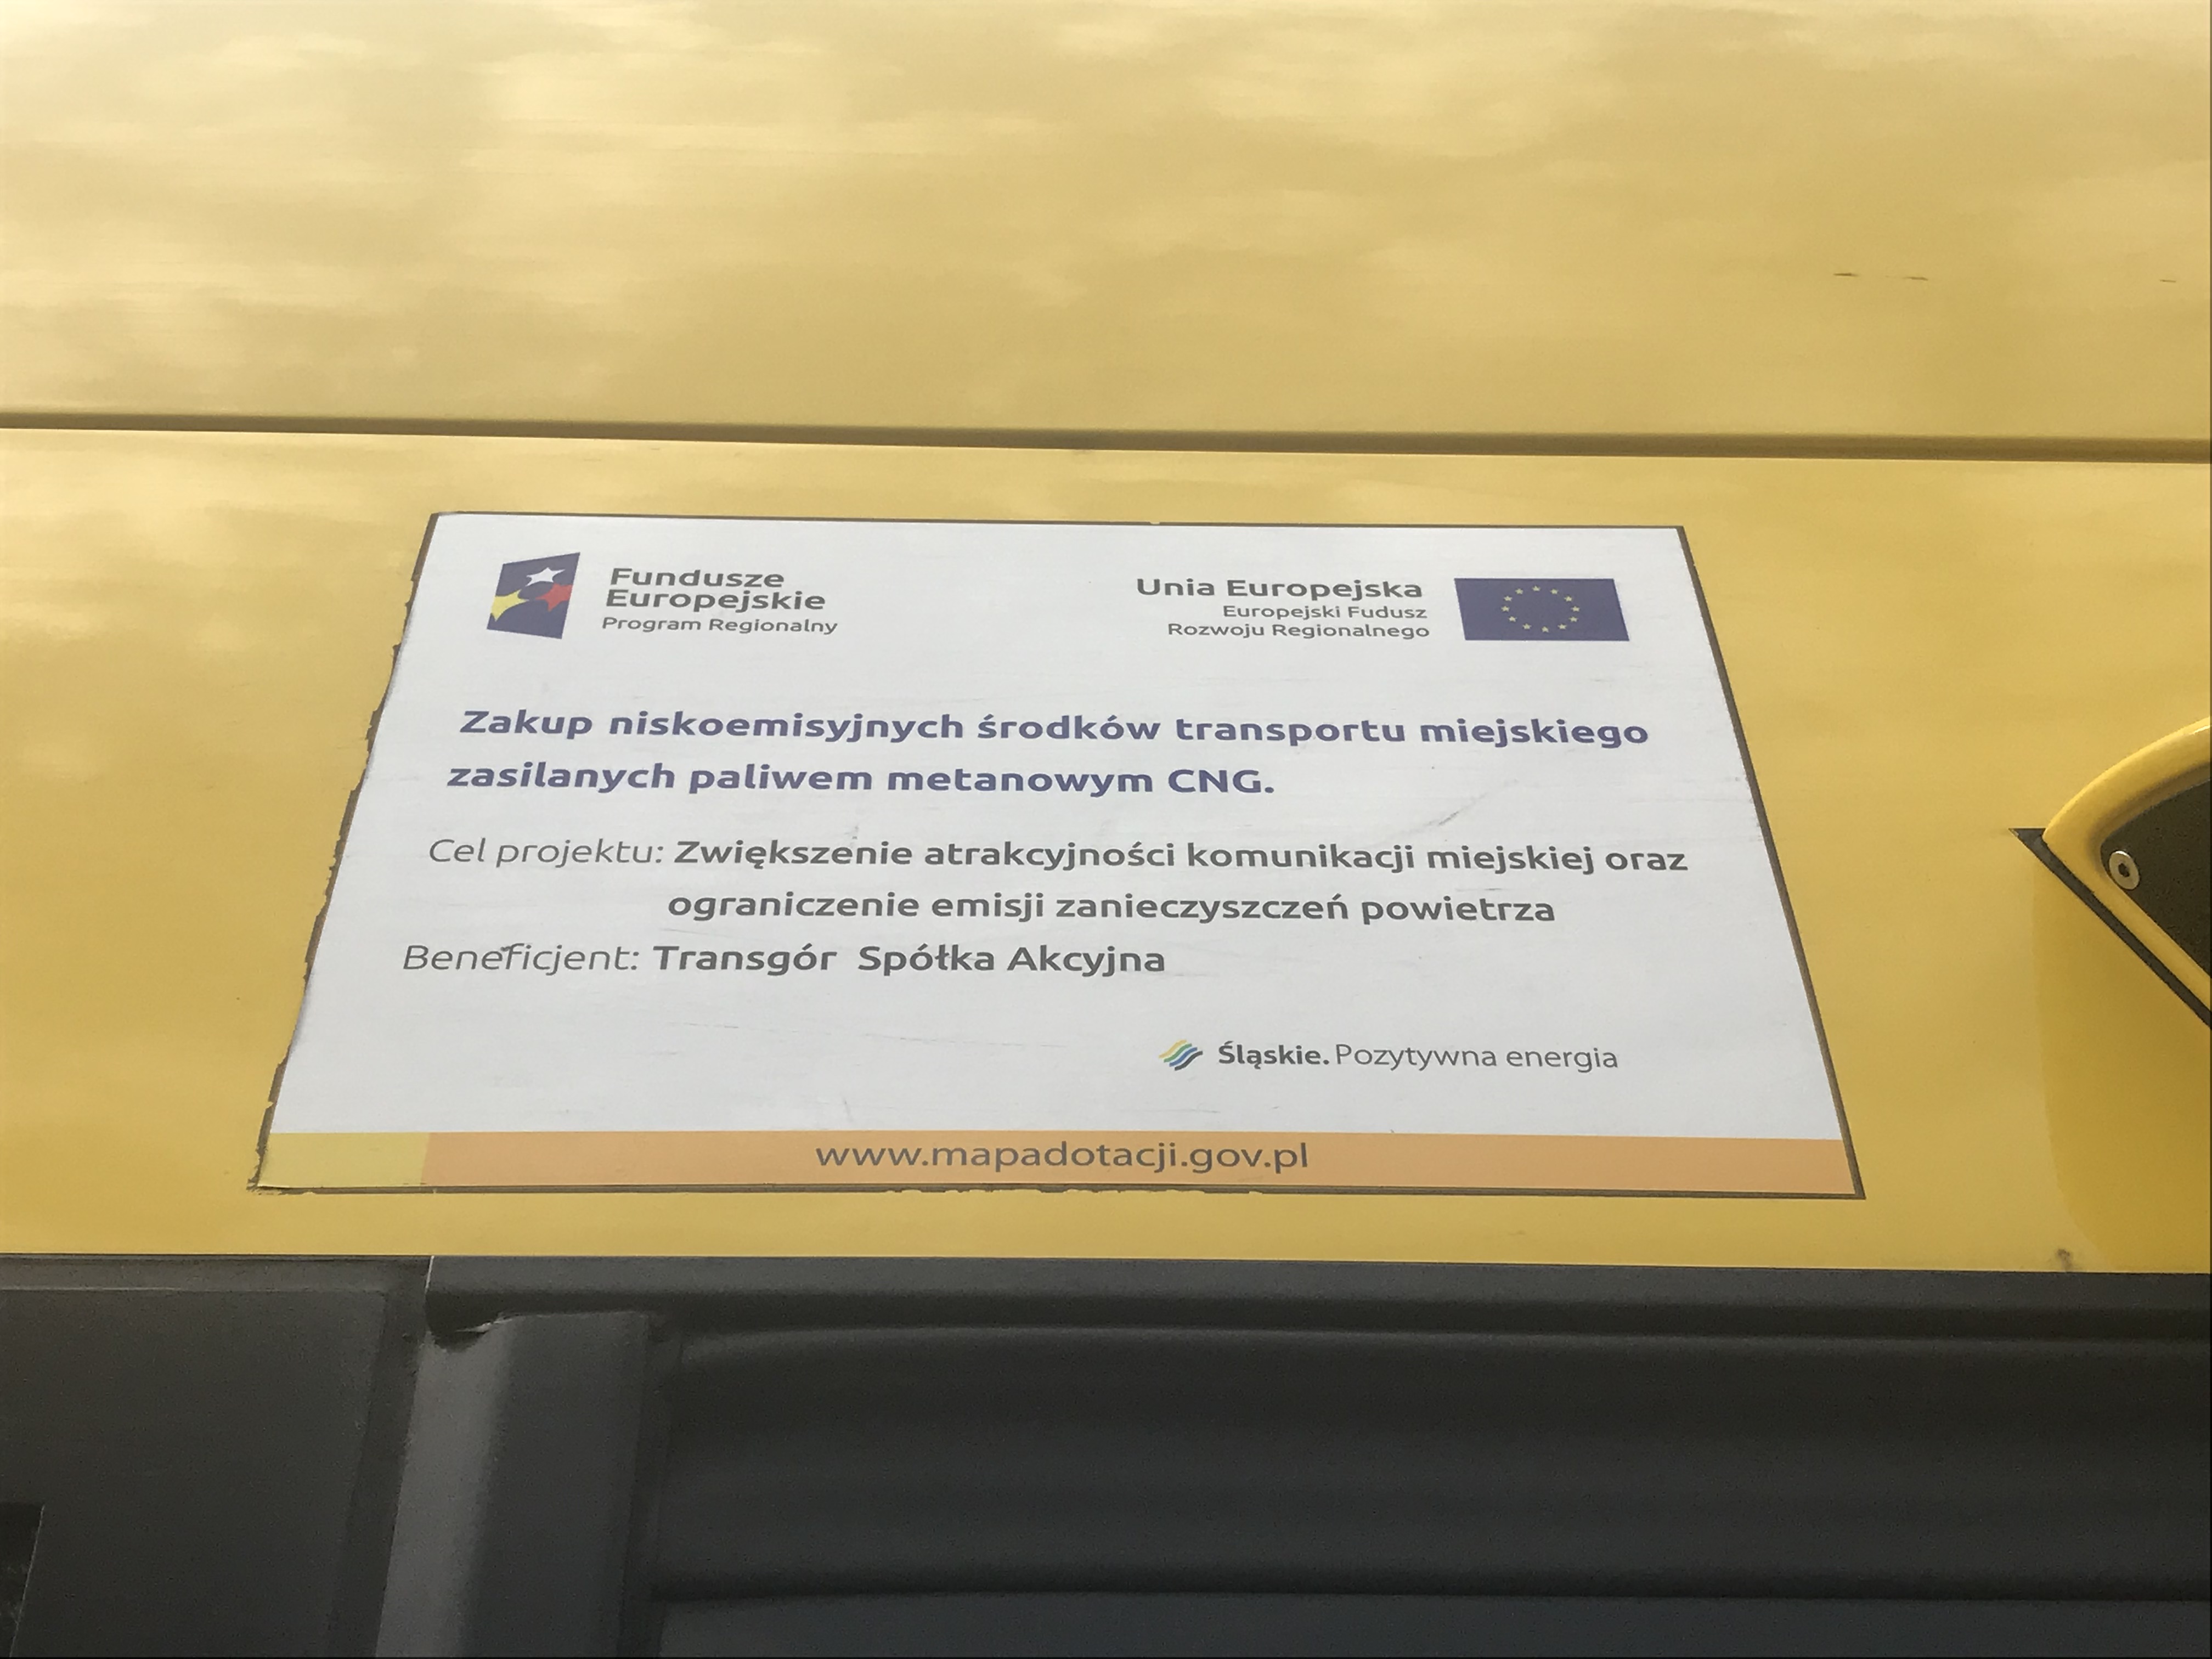 Fundusze
Europejskie
Program Regionalny
Unia Europejska
Europejski Fudusz
Rozwoju Regionalnego
Zakup niskoemisyjnych środków transportu miejskiego
zasilanych paliwem metanowym CNG.
Cel projektu: Zwiększenie atrakcyjności komunikacji miejskiej oraz
ograniczenie emisji zanieczyszczeń powietrza
Beneficjent: Transgór Spółka Akcyjna
Śląskie. Pozytywna energia
www.mapadotacji.gov.pl